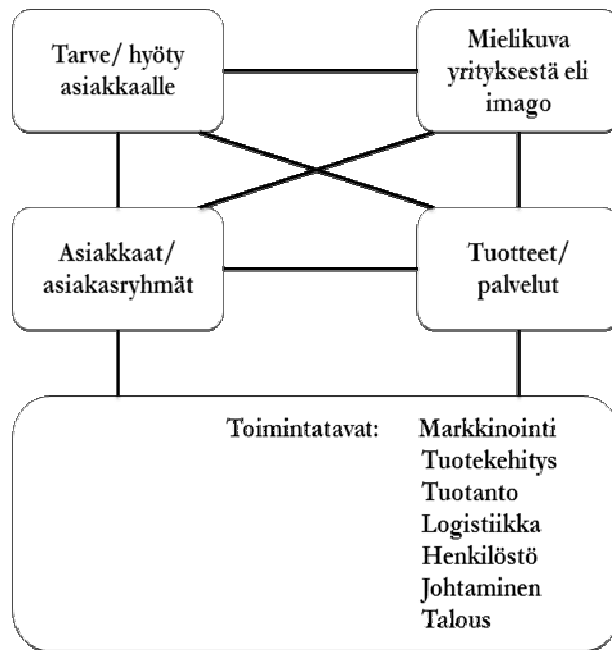 Tarve/ hyöty
asiakkaalle
Mielikuva
yrityksestä eli
imago
Asiakkaat/
asiakasryhmät
Tuotteet/
palvelut
Toimintatavat: Markkinointi
Tuotekehitys
Tuotanto
Logistiikka
Henkilöstö
Johtaminen
Talous